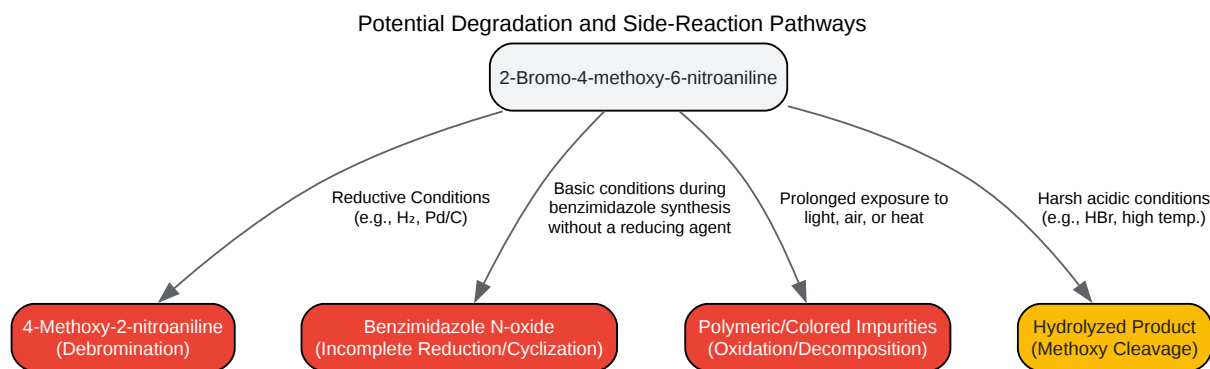 Potential Degradation and Side-Reaction Pathways
2-Bromo-4-methoxy-6-nitroaniline
Reductive Conditions
(e.g., H₂, Pd/C)
Basic conditions during
benzimidazole synthesis
without a reducing agent
Prolonged exposure to
light, air, or heat
Harsh acidic conditions
(e.g., HBr, high temp.)
4-Methoxy-2-nitroaniline
(Debromination)
Benzimidazole N-oxide
(Incomplete Reduction/Cyclization)
Polymeric/Colored Impurities
(Oxidation/Decomposition)
Hydrolyzed Product
(Methoxy Cleavage)